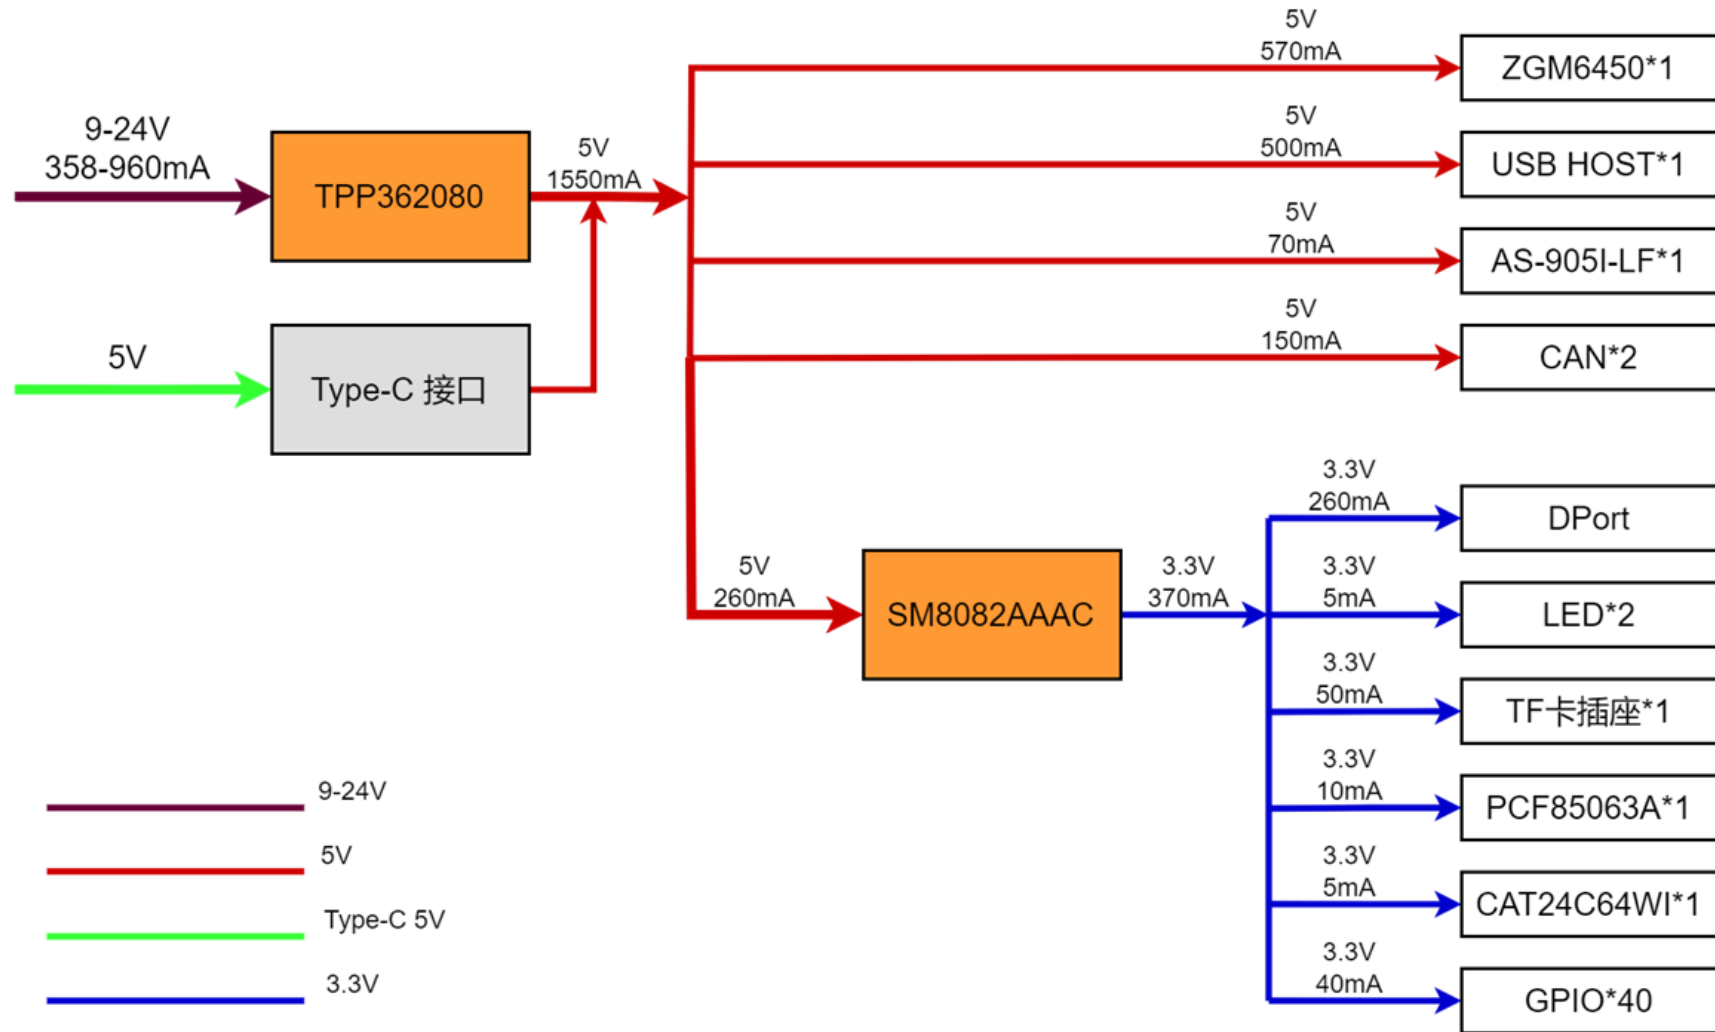 5V
570mA
ZGM6450*1
9-24V
358-960mA
TPP362080
5V
1550mA
5V
500mA
USB HOST*1
5V
70mA
AS-905I-LF*1
5V
Type-C 接口
5V
150mA
CAN*2
5V
260mA
SM8082AAAC
3.3V
370mA
3.3V
260mA
DPort
3.3V
5mA
LED*2
3.3V
50mA
TF卡插座*1
3.3V
10mA
PCF85063A*1
3.3V
5mA
CAT24C64WI*1
3.3V
40mA
GPIO*40
9-24V
5V
Type-C 5V
3.3V